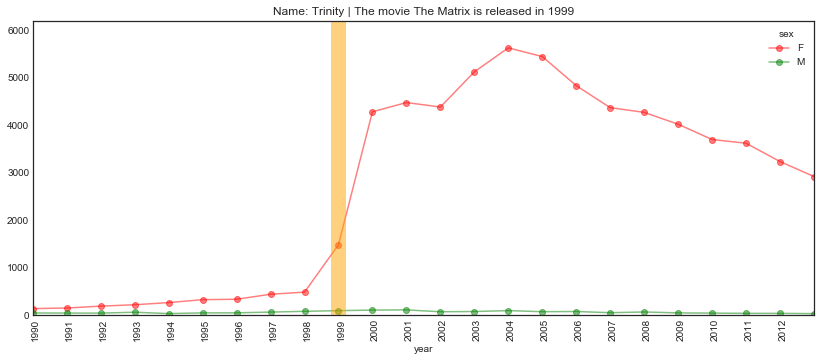 Name: Trinity | The movie The Matrix is released in 1999
sex
F
M
6000
5000
4000
3000
2000
1000
0
1990 1991 1992 1993 1994 1995 1996 1997 1998 1999 2000 2001 2002 2003 2004 2005 2006 2007 2008 2009 2010 2011 2012
year